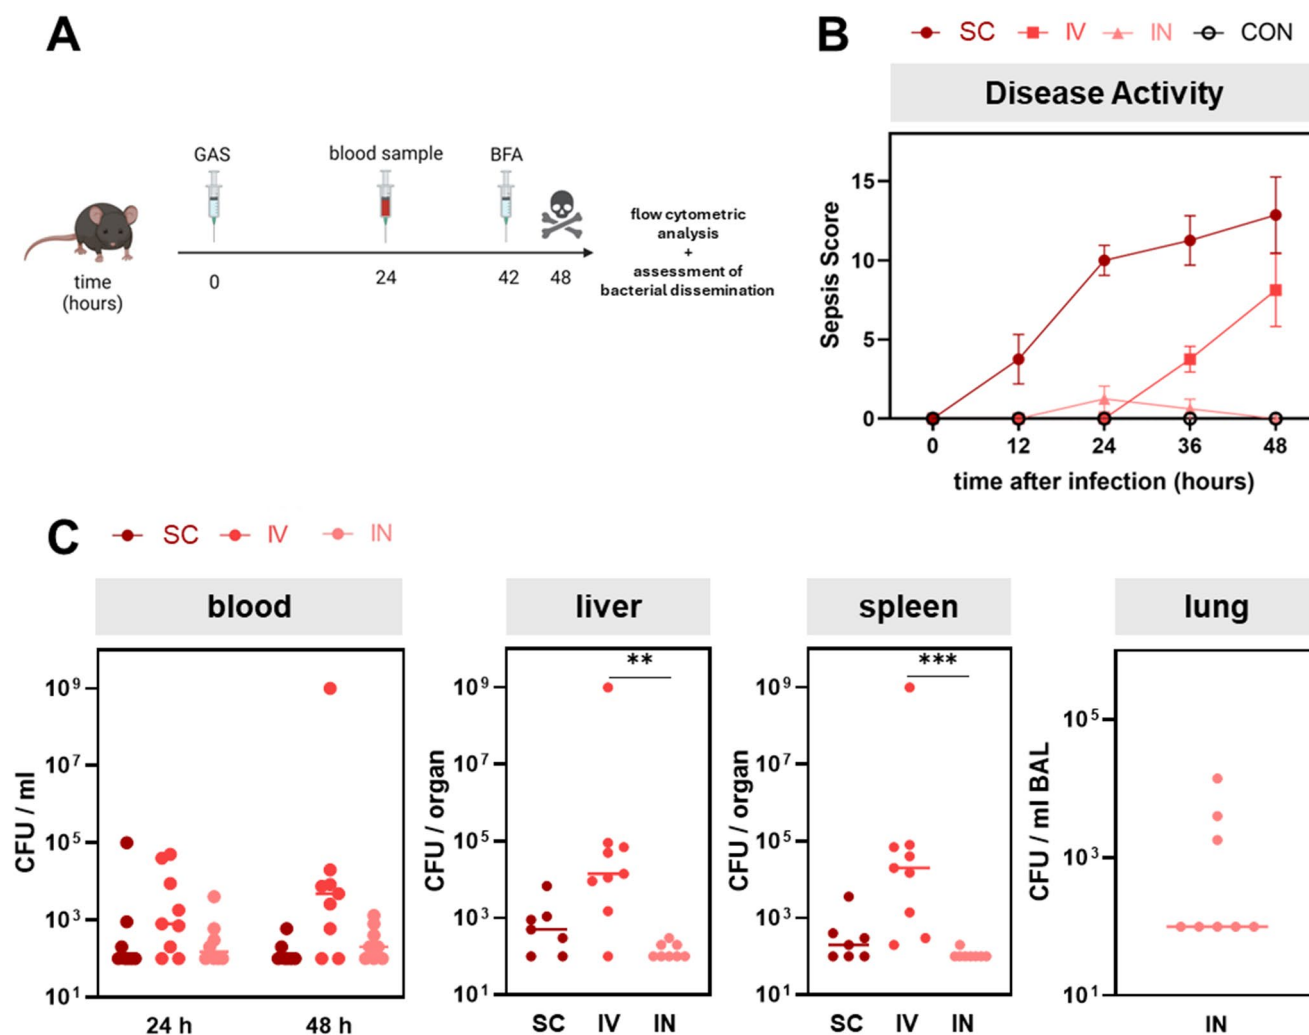 A
GAS
blood sample
BFA
time
(hours)
0
24
42
48
flow cytometric
analysis
+
assessment of
bacterial dissemination
B
SC
IV
IN
CON
Disease Activity
Sepsis Score
15
10
5
0
0
12
24
36
48
time after infection (hours)
C
SC
IV
IN
blood
CFU / ml
10⁹
10⁷
10⁵
10³
10¹
24 h
48 h
liver
CFU / organ
10⁹
10⁷
10⁵
10³
10¹
**
SC
IV
IN
spleen
CFU / organ
10⁹
10⁷
10⁵
10³
10¹
***
SC
IV
IN
lung
CFU / ml BAL
10⁵
10³
10¹
IN